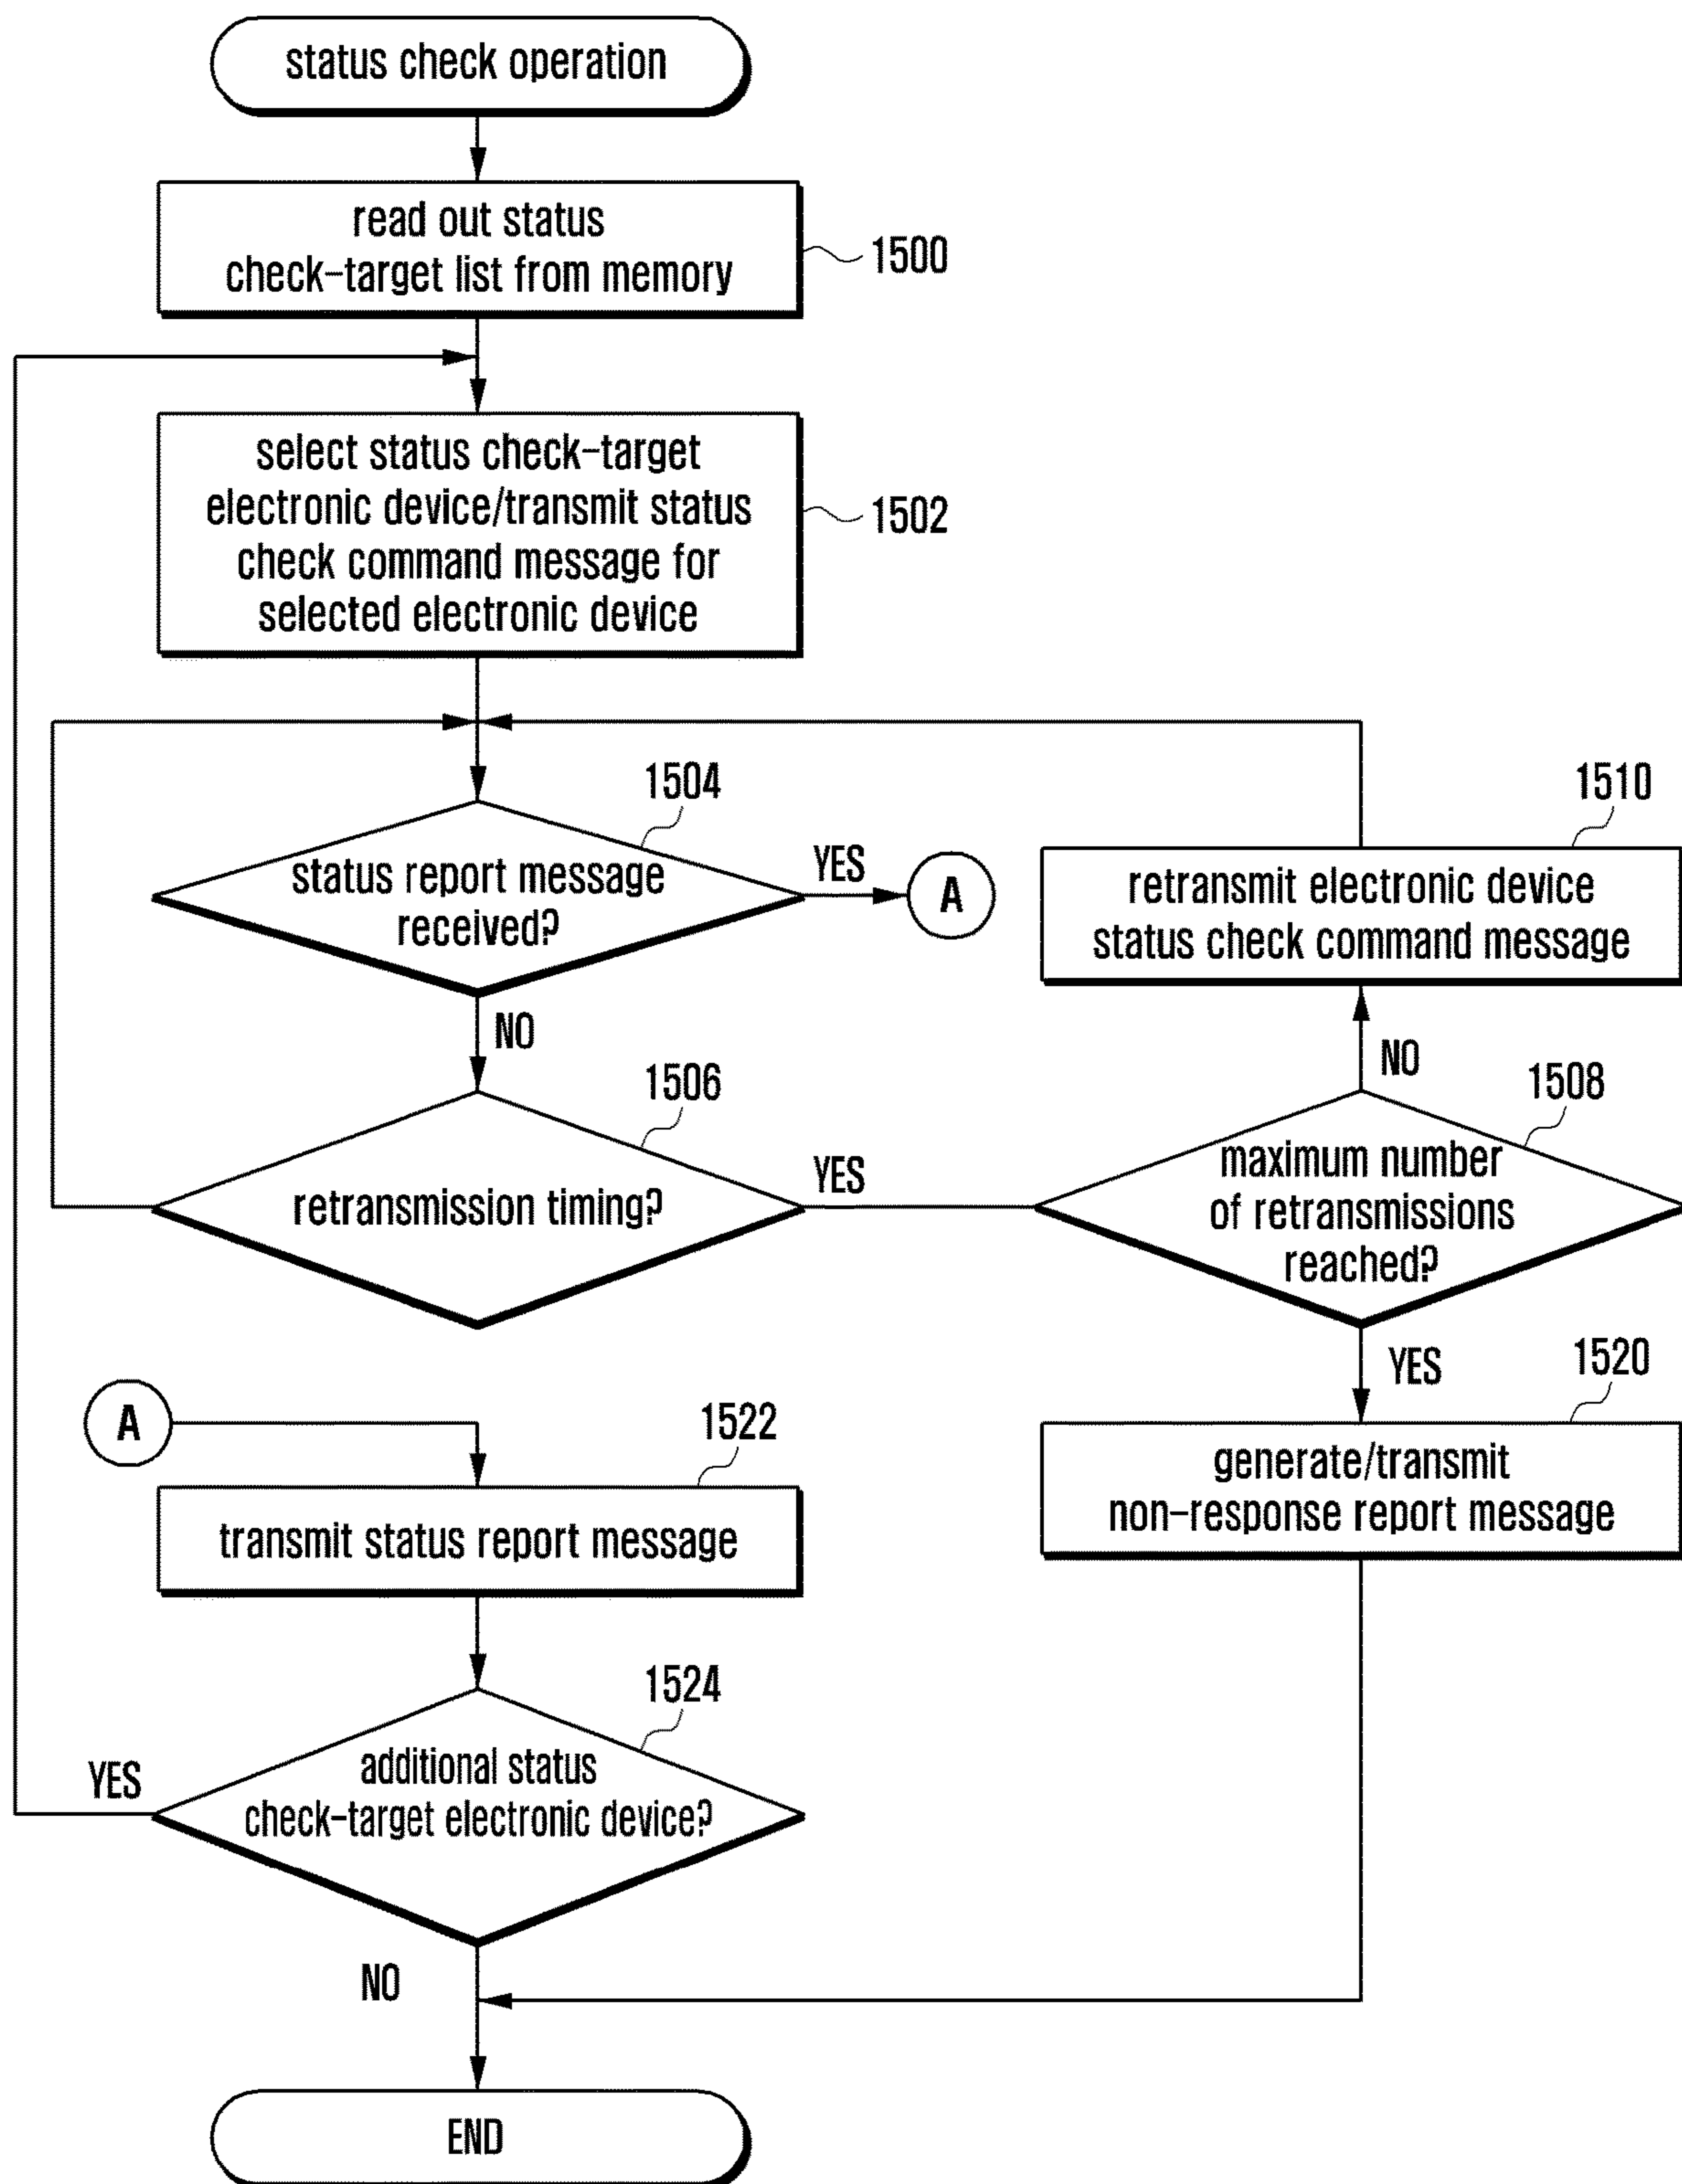 status check operation
read out status
check-target list from memory
1500
select status check-target
electronic device/transmit status
check command message for
selected electronic device
1502
1504
status report message
received?
YES
A
NO
1510
retransmit electronic device
status check command message
1506
retransmission timing?
YES
NO
1508
maximum number
of retransmissions
reached?
YES
1520
generate/transmit
non-response report message
A
1522
transmit status report message
1524
additional status
check-target electronic device?
YES
NO
END